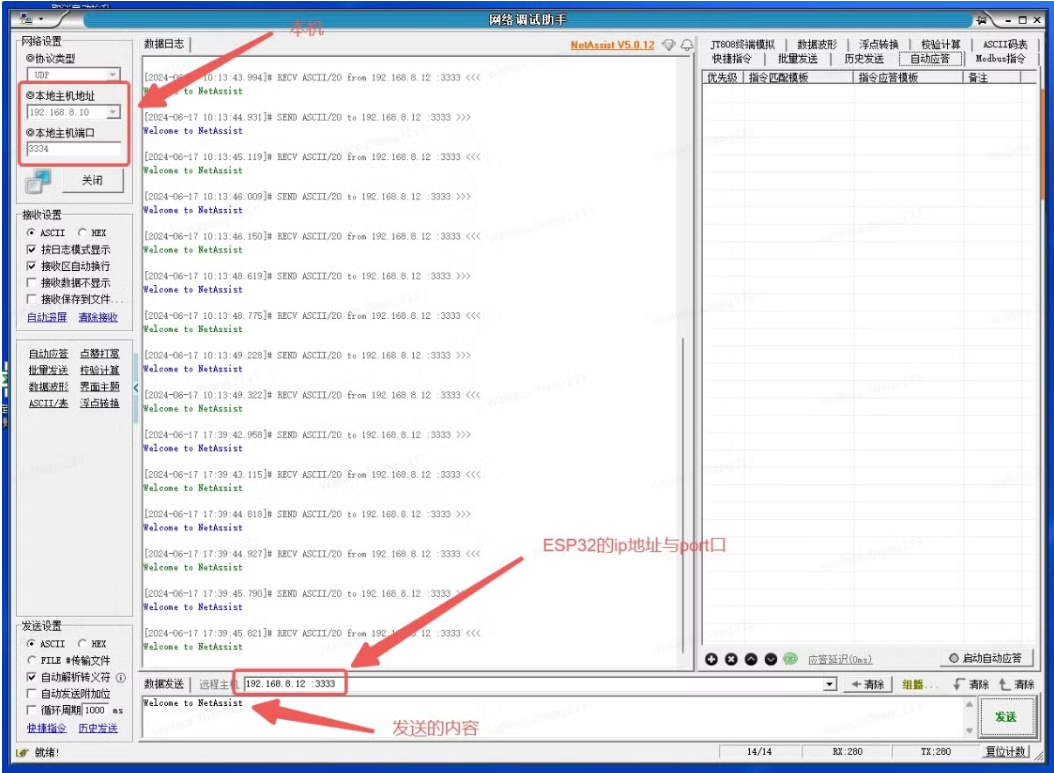 网络调试助手
网络设置
协议类型
UDP
本地主机地址
192.168.8.10
本地主机端口
3334
关闭
接收设置
ASCII HEX
按日志模式显示
接收区自动换行
接收数据不显示
接收保存到文件...
自动滚屏 清除接收
自动应答 点赞打赏
批量发送 校验计算
数据波形 界面主题
ASCII/表 浮点转换
发送设置
ASCII HEX
FILE #传输文件
自动解析转义符
自动发送附加位
循环周期 1000 ms
快捷指令 历史发送
就绪!
本机
数据日志 NetAssist V5.0.12
[2024-06-17 10:13:43.994]# RECV ASCII/20 from 192.168.8.12 :3333 <<<
Welcome to NetAssist
[2024-06-17 10:13:44.931]# SEND ASCII/20 to 192.168.8.12 :3333 >>>
Welcome to NetAssist
[2024-06-17 10:13:45.119]# RECV ASCII/20 from 192.168.8.12 :3333 <<<
Welcome to NetAssist
[2024-06-17 10:13:46.009]# SEND ASCII/20 to 192.168.8.12 :3333 >>>
Welcome to NetAssist
[2024-06-17 10:13:46.150]# RECV ASCII/20 from 192.168.8.12 :3333 <<<
Welcome to NetAssist
[2024-06-17 10:13:48.619]# SEND ASCII/20 to 192.168.8.12 :3333 >>>
Welcome to NetAssist
[2024-06-17 10:13:48.775]# RECV ASCII/20 from 192.168.8.12 :3333 <<<
Welcome to NetAssist
[2024-06-17 10:13:49.228]# SEND ASCII/20 to 192.168.8.12 :3333 >>>
Welcome to NetAssist
[2024-06-17 10:13:49.322]# RECV ASCII/20 from 192.168.8.12 :3333 <<<
Welcome to NetAssist
[2024-06-17 17:39:42.958]# SEND ASCII/20 to 192.168.8.12 :3333 >>>
Welcome to NetAssist
[2024-06-17 17:39:43.115]# RECV ASCII/20 from 192.168.8.12 :3333 <<<
Welcome to NetAssist
[2024-06-17 17:39:44.818]# SEND ASCII/20 to 192.168.8.12 :3333 >>>
Welcome to NetAssist
[2024-06-17 17:39:44.927]# RECV ASCII/20 from 192.168.8.12 :3333 <<<
Welcome to NetAssist
[2024-06-17 17:39:45.790]# SEND ASCII/20 to 192.168.8.12 :3333 >>>
Welcome to NetAssist
[2024-06-17 17:39:45.821]# RECV ASCII/20 from 192.168.8.12 :3333 <<<
Welcome to NetAssist
ESP32的ip地址与port口
数据发送 远程主机 192.168.8.12 :3333 清除 组播... 清除 清除
Welcome to NetAssist
发送的内容
发送
JT808终端模拟 数据波形 浮点转换 校验计算 ASCII码表
快捷指令 批量发送 历史发送 自动应答 Modbus指令
优先级 指令匹配模板 指令应答模板 备注
应答延迟(0ms) 启动自动应答
14/14 RX:280 TX:280 复位计数